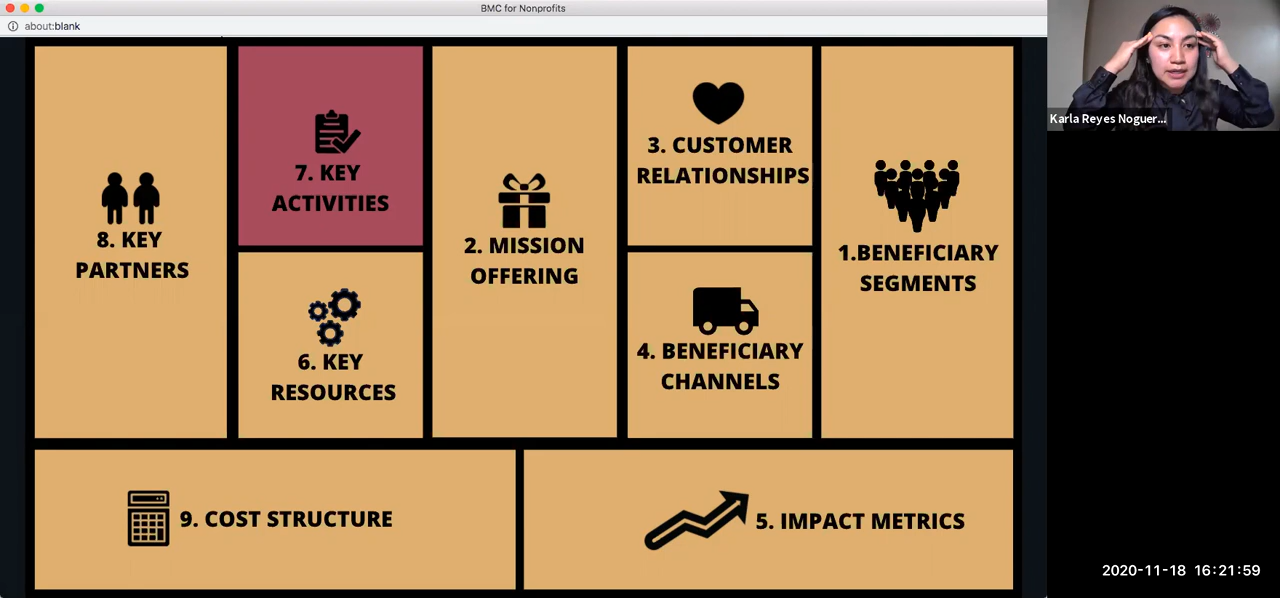 BMC for Nonprofits
about:blank
8. KEY
PARTNERS
7. KEY
ACTIVITIES
6. KEY
RESOURCES
2. MISSION
OFFERING
3. CUSTOMER
RELATIONSHIPS
4. BENEFICIARY
CHANNELS
1.BENEFICIARY
SEGMENTS
9. COST STRUCTURE
5. IMPACT METRICS
Karla Reyes Noguer...
2020-11-18 16:21:59